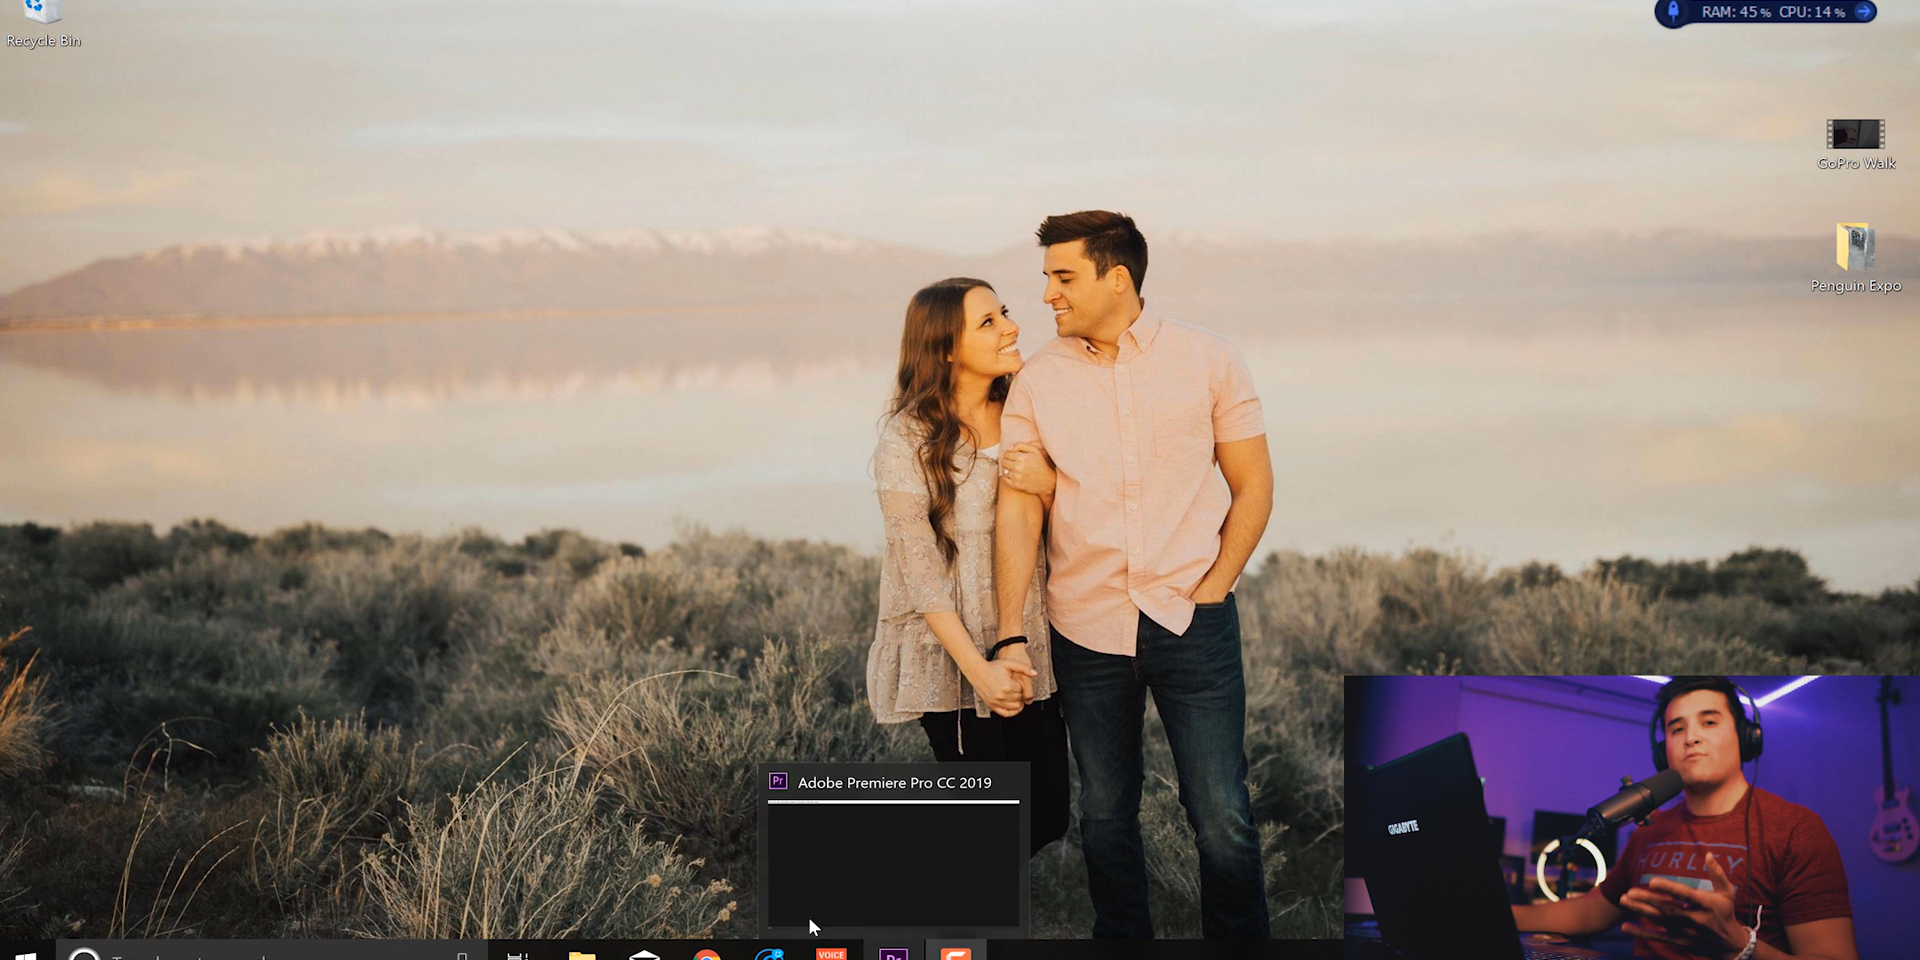 Recycle Bin
RAM: 45% CPU: 14%
GoPro Walk
Penguin Expo
Pr Adobe Premiere Pro CC 2019
GIGABYTE
HURLEY
VOICE
Pr